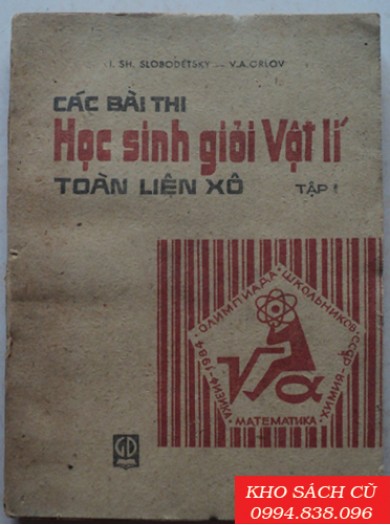 I. SH. SLOBODETSKY — V.A.ORLOV
CÁC BÀI THI
Học sinh giỏi Vật lí
TOÀN LIÊN XÔ TẬP I
ОЛИМПИАДА · ШКОЛЬНИКОВ · СССР · ХИМИЯ · МАТЕМАТИКА · ФИЗИКА · 1984
√a
GD
KHO SÁCH CŨ
0994.838.096